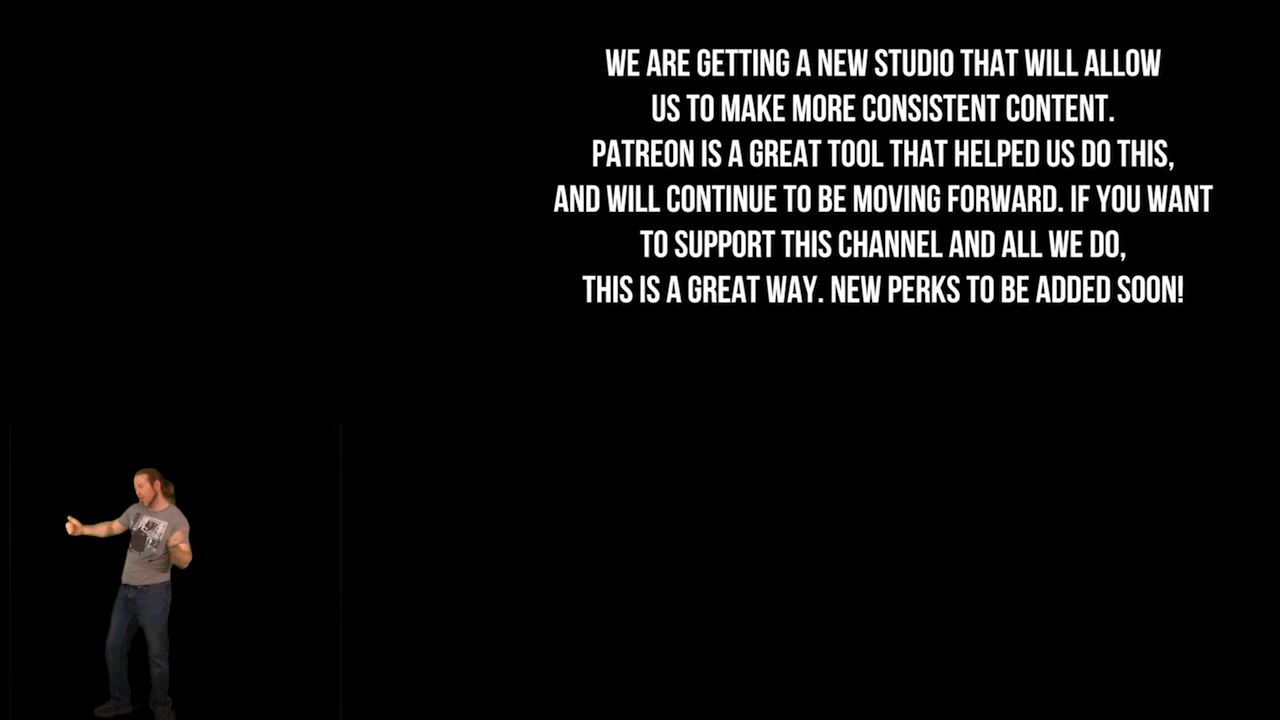 WE ARE GETTING A NEW STUDIO THAT WILL ALLOW
US TO MAKE MORE CONSISTENT CONTENT.
PATREON IS A GREAT TOOL THAT HELPED US DO THIS,
AND WILL CONTINUE TO BE MOVING FORWARD. IF YOU WANT
TO SUPPORT THIS CHANNEL AND ALL WE DO,
THIS IS A GREAT WAY. NEW PERKS TO BE ADDED SOON!